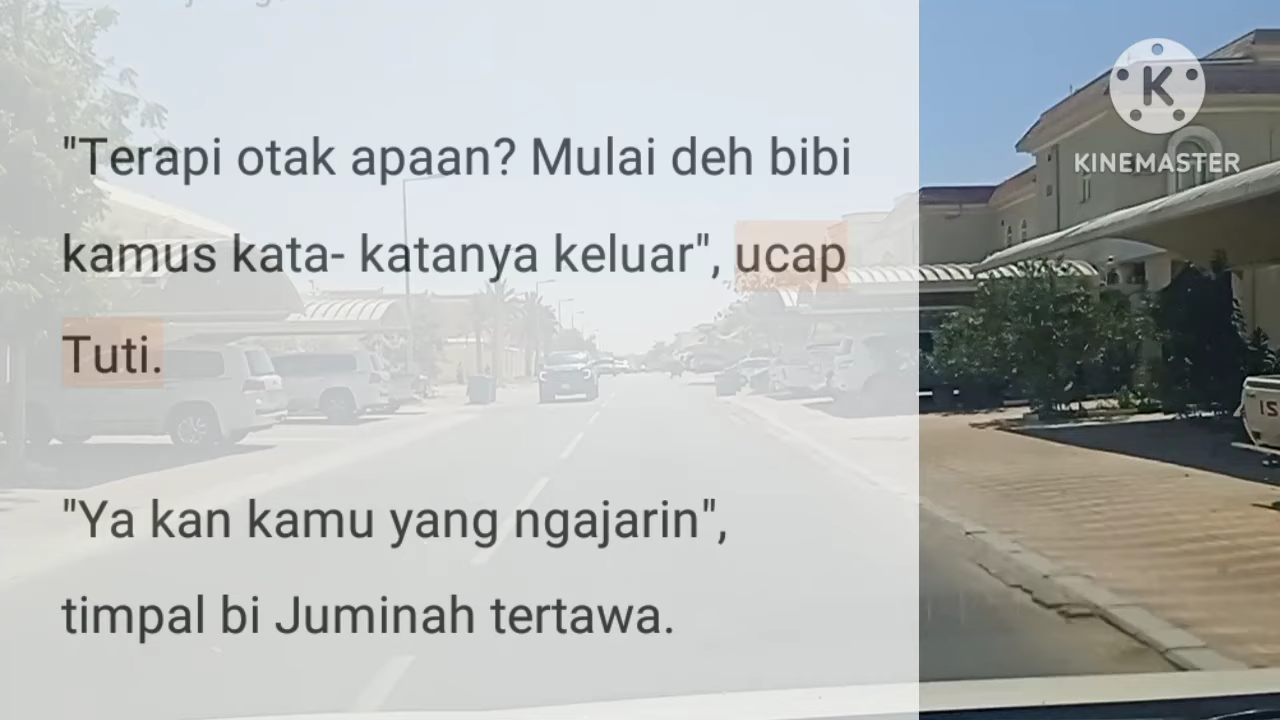 "Terapi otak apaan? Mulai deh bibi
kamus kata- katanya keluar", ucap
Tuti.
"Ya kan kamu yang ngajarin",
timpal bi Juminah tertawa.
K
KINEMASTER
IS